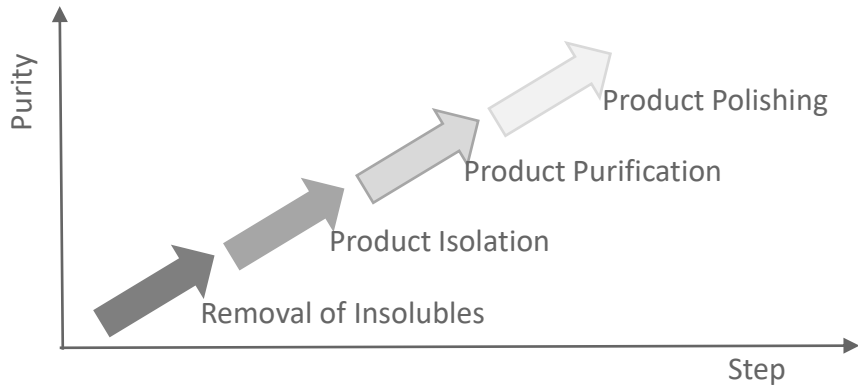 Purity
Product Polishing
Product Purification
Product Isolation
Removal of Insolubles
Step